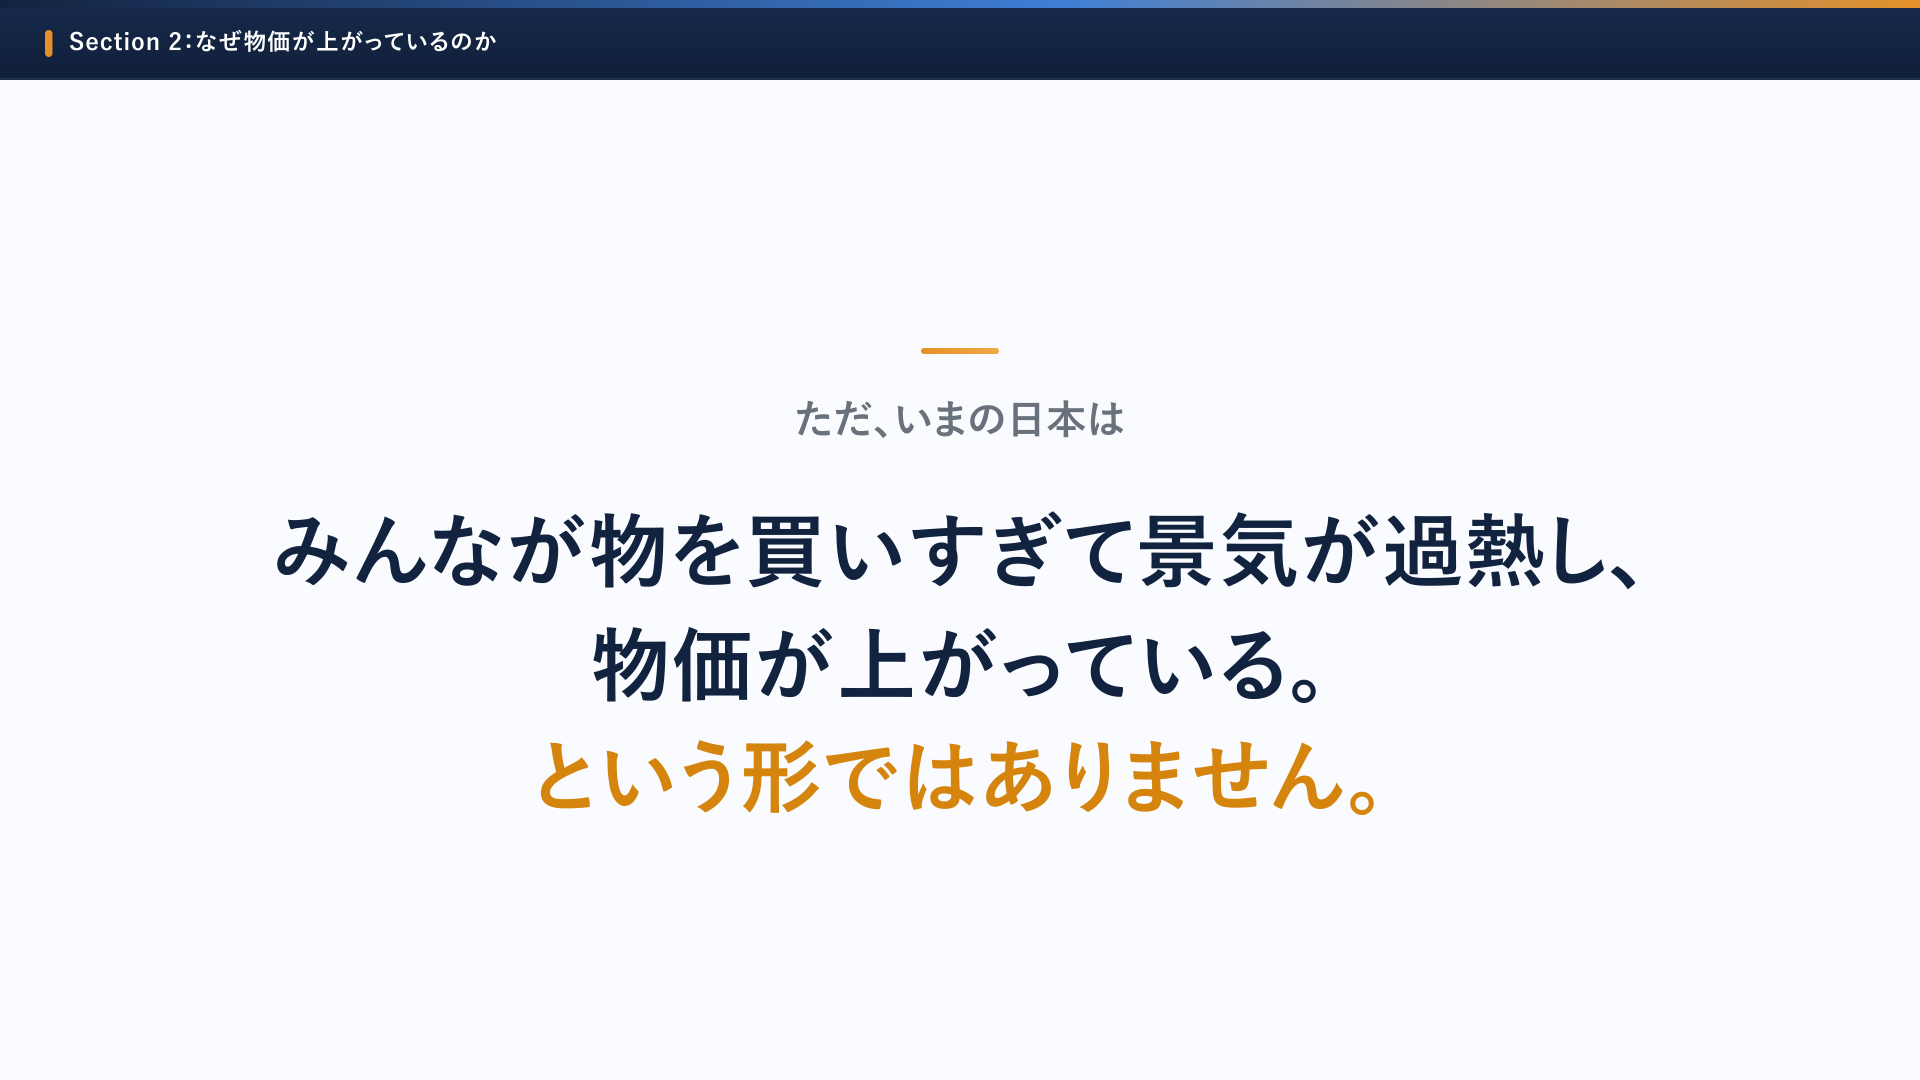 Section 2：なぜ物価が上がっているのか
ただ、いまの日本は
みんなが物を買いすぎて景気が過熱し、
物価が上がっている。
という形ではありません。